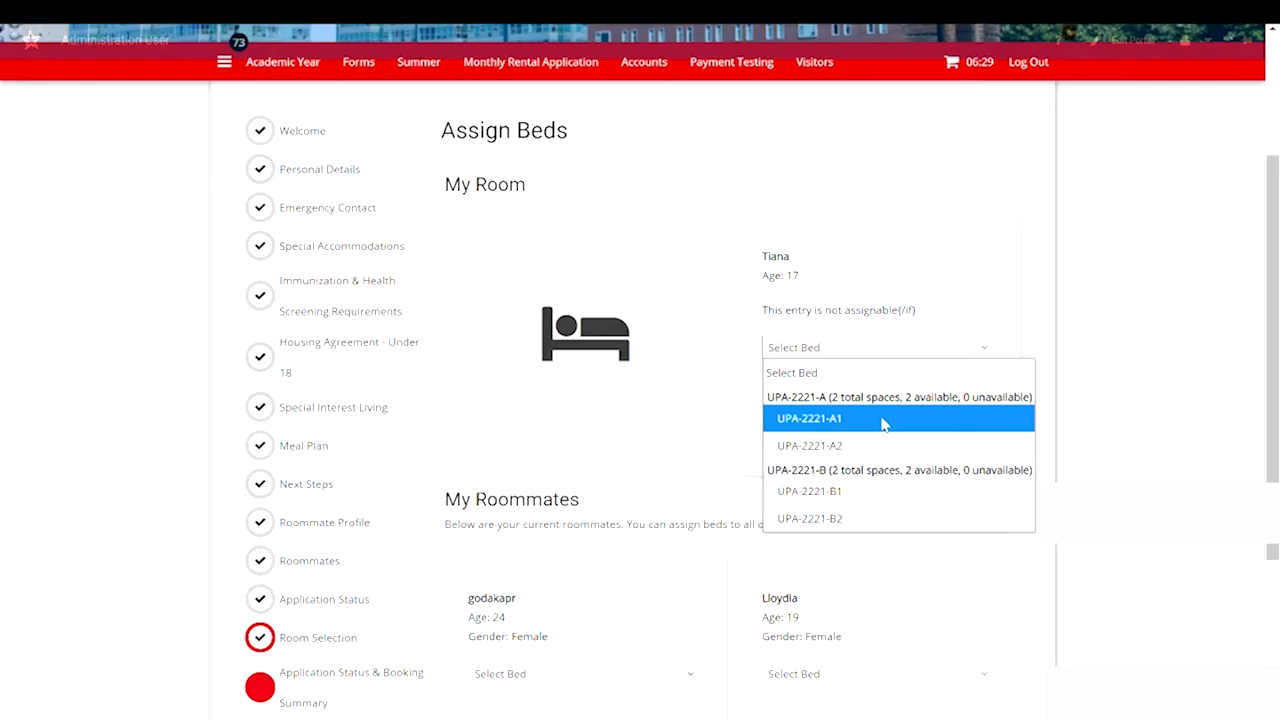 Administration User
73
Academic Year Forms Summer Monthly Rental Application Accounts Payment Testing Visitors 06:29 Log Out
Welcome
Personal Details
Emergency Contact
Special Accommodations
Immunization & Health
Screening Requirements
Housing Agreement - Under
18
Special Interest Living
Meal Plan
Next Steps
Roommate Profile
Roommates
Application Status
Room Selection
Application Status & Booking
Summary
Assign Beds
My Room
Tiana
Age: 17
This entry is not assignable{/if}
Select Bed
Select Bed
UPA-2221-A (2 total spaces, 2 available, 0 unavailable)
UPA-2221-A1
UPA-2221-A2
UPA-2221-B (2 total spaces, 2 available, 0 unavailable)
UPA-2221-B1
UPA-2221-B2
My Roommates
Below are your current roommates. You can assign beds to all
godakapr
Age: 24
Gender: Female
Select Bed
Lloydia
Age: 19
Gender: Female
Select Bed